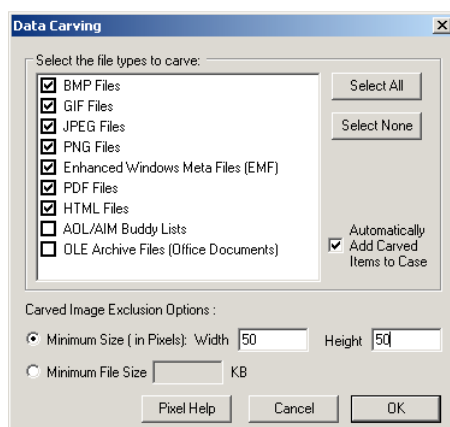 Data Carving
Select the file types to carve:
BMP Files
GIF Files
JPEG Files
PNG Files
Enhanced Windows Meta Files (EMF)
PDF Files
HTML Files
AOL/AIM Buddy Lists
OLE Archive Files (Office Documents)
Select All
Select None
Automatically
Add Carved
Items to Case
Carved Image Exclusion Options :
Minimum Size ( in Pixels): Width 50 Height 50
Minimum File Size KB
Pixel Help Cancel OK